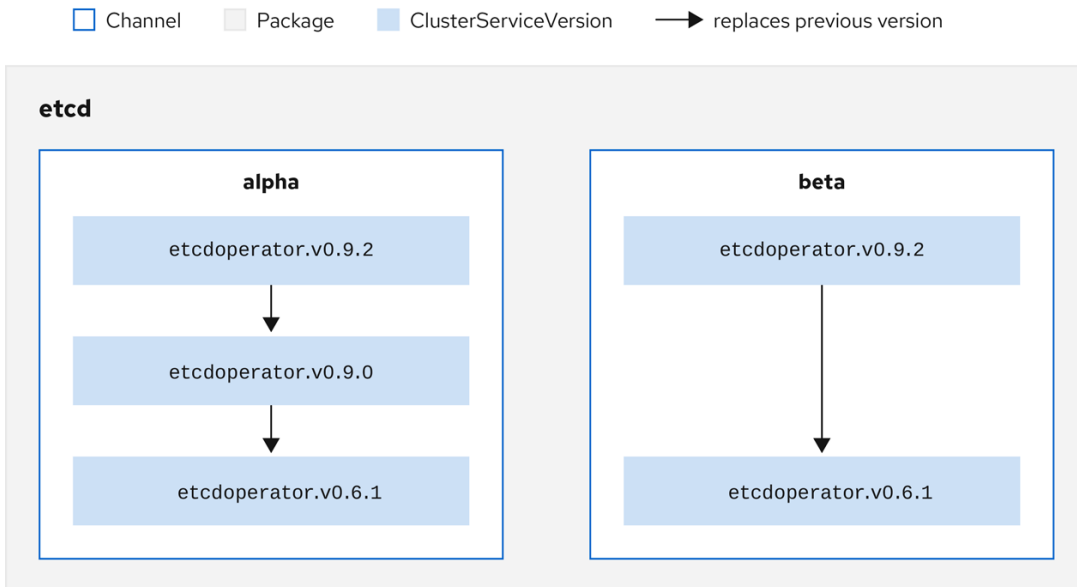 Channel
Package
ClusterServiceVersion
replaces previous version
etcd
alpha
etcdoperator.v0.9.2
etcdoperator.v0.9.0
etcdoperator.v0.6.1
beta
etcdoperator.v0.9.2
etcdoperator.v0.6.1